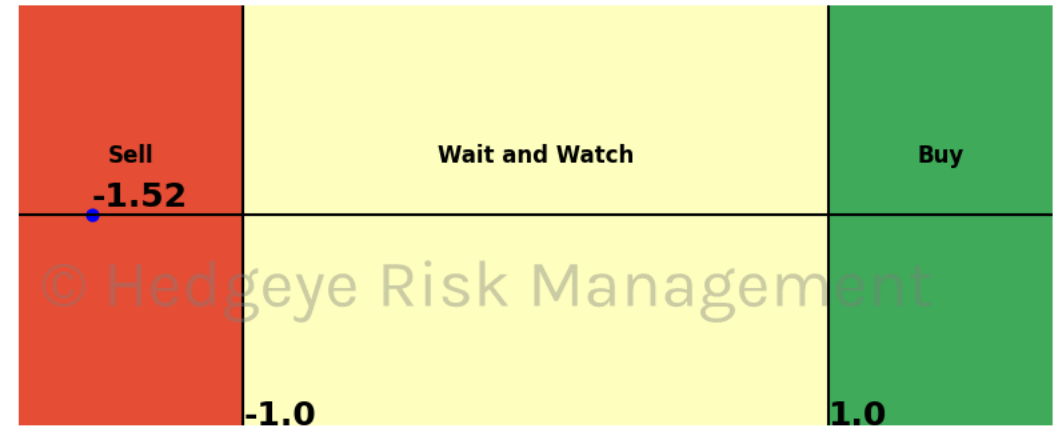 Sell
Wait and Watch
Buy
-1.52
© Hedgeye Risk Management
-1.0
1.0